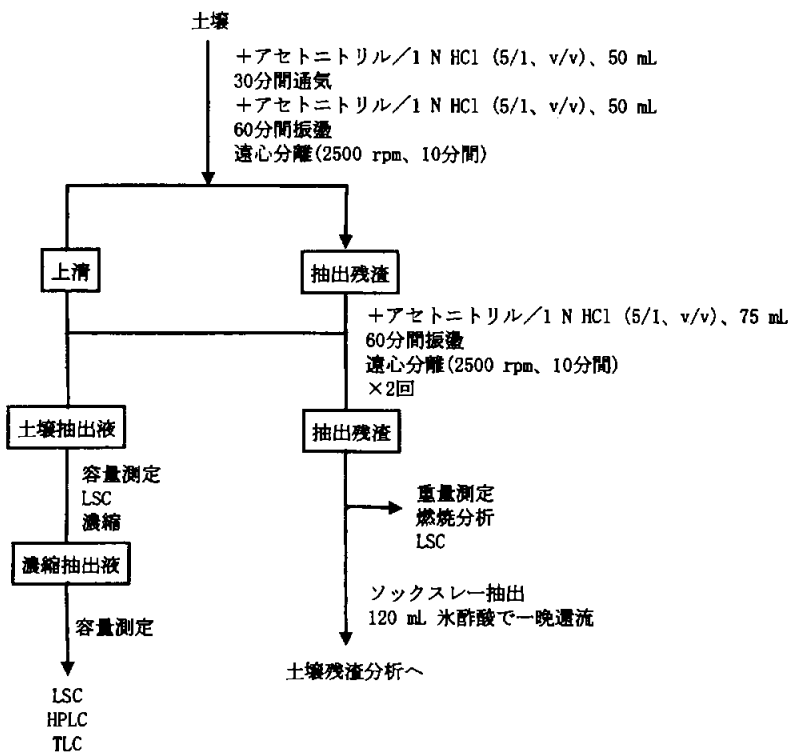 土壌
+アセトニトリル/1 N HCl (5/1、v/v)、50 mL
30分間通気
+アセトニトリル/1 N HCl (5/1、v/v)、50 mL
60分間振盪
遠心分離(2500 rpm、10分間)
上清
抽出残渣
+アセトニトリル/1 N HCl (5/1、v/v)、75 mL
60分間振盪
遠心分離(2500 rpm、10分間)
×2回
土壌抽出液
抽出残渣
容量測定
LSC
濃縮
重量測定
燃焼分析
LSC
濃縮抽出液
ソックスレー抽出
120 mL 氷酢酸で一晩還流
容量測定
土壌残渣分析へ
LSC
HPLC
TLC